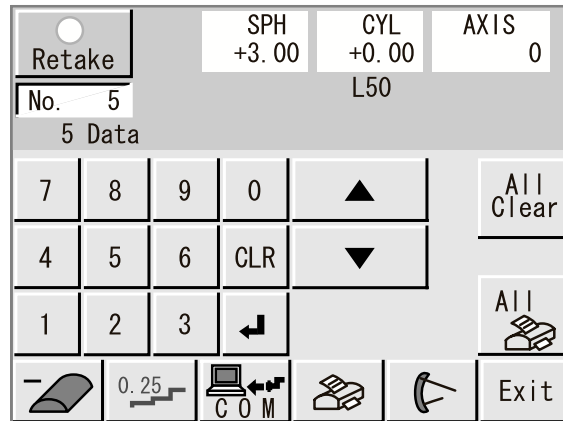 Retake
SPH CYL AXIS
+3.00 +0.00 0
L50
No. 5
5 Data
7 8 9 0
All
Clear
4 5 6 CLR
1 2 3
All
0.25
COM
Exit